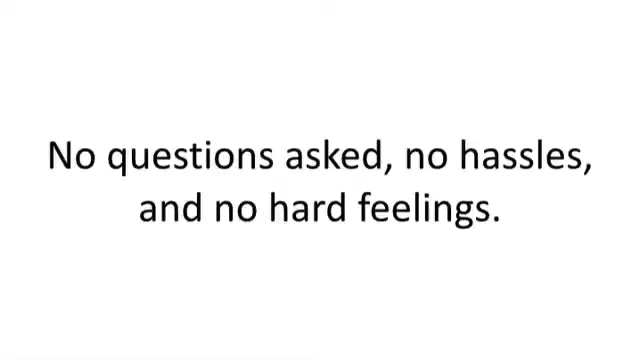 No questions asked, no hassles,
and no hard feelings.